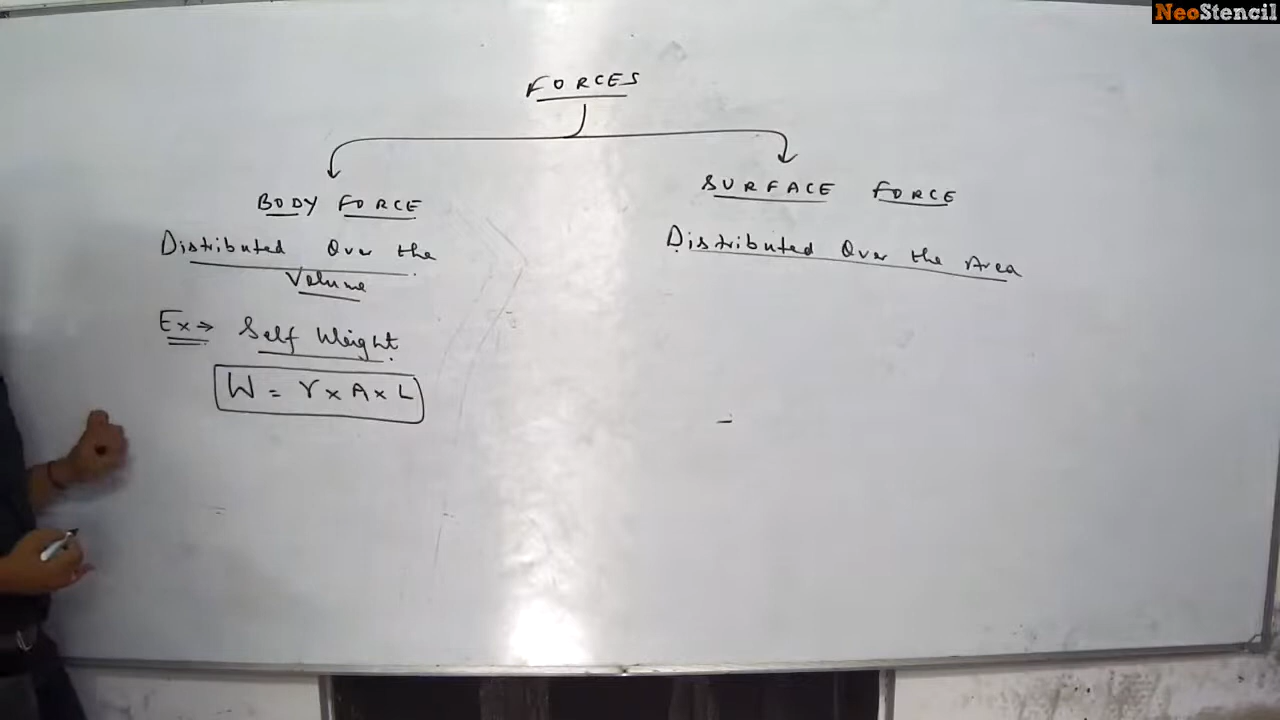 NeoStencil
FORCES
BODY FORCE
Distributed Over the
Volume
Ex→ Self Weight
W = γ × A × L
SURFACE FORCE
Distributed Over the Area